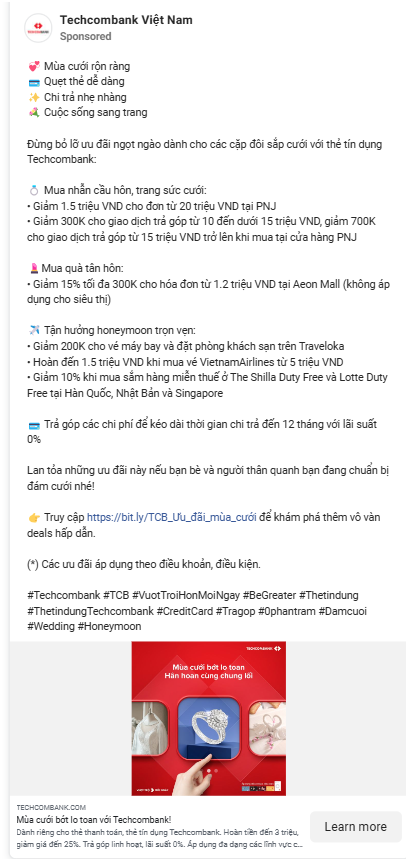 Techcombank Việt Nam
Sponsored
💞 Mùa cưới rộn ràng
💳 Quẹt thẻ dễ dàng
✨ Chi trả nhẹ nhàng
💐 Cuộc sống sang trang
Đừng bỏ lỡ ưu đãi ngọt ngào dành cho các cặp đôi sắp cưới với thẻ tín dụng
Techcombank:
💍 Mua nhẫn cầu hôn, trang sức cưới:
• Giảm 1.5 triệu VND cho đơn từ 20 triệu VND tại PNJ
• Giảm 300K cho giao dịch trả góp từ 10 đến dưới 15 triệu VND, giảm 700K
cho giao dịch trả góp từ 15 triệu VND trở lên khi mua tại cửa hàng PNJ
💄 Mua quà tân hôn:
• Giảm 15% tối đa 300K cho hóa đơn từ 1.2 triệu VND tại Aeon Mall (không áp
dụng cho siêu thị)
✈️ Tận hưởng honeymoon trọn vẹn:
• Giảm 200K cho vé máy bay và đặt phòng khách sạn trên Traveloka
• Hoàn đến 1.5 triệu VND khi mua vé VietnamAirlines từ 5 triệu VND
• Giảm 10% khi mua sắm hàng miễn thuế ở The Shilla Duty Free và Lotte Duty
Free tại Hàn Quốc, Nhật Bản và Singapore
💳 Trả góp các chi phí để kéo dài thời gian chi trả đến 12 tháng với lãi suất
0%
Lan tỏa những ưu đãi này nếu bạn bè và người thân quanh bạn đang chuẩn bị
đám cưới nhé!
👉 Truy cập https://bit.ly/TCB_Ưu_đãi_mùa_cưới để khám phá thêm vô vàn
deals hấp dẫn.
(*) Các ưu đãi áp dụng theo điều khoản, điều kiện.
#Techcombank #TCB #VuotTroiHonMoiNgay #BeGreater #Thetindung
#ThetindungTechcombank #CreditCard #Tragop #0phantram #Damcuoi
#Wedding #Honeymoon
TECHCOMBANK
Mùa cưới bớt lo toan
Hân hoan cùng chung lối
TECHCOMBANK.COM
Mùa cưới bớt lo toan với Techcombank!
Dành riêng cho thẻ thanh toán, thẻ tín dụng Techcombank. Hoàn tiền đến 3 triệu,
giảm giá đến 25%. Trả góp linh hoạt, lãi suất 0%. Áp dụng đa dạng các lĩnh vực c...
Learn more